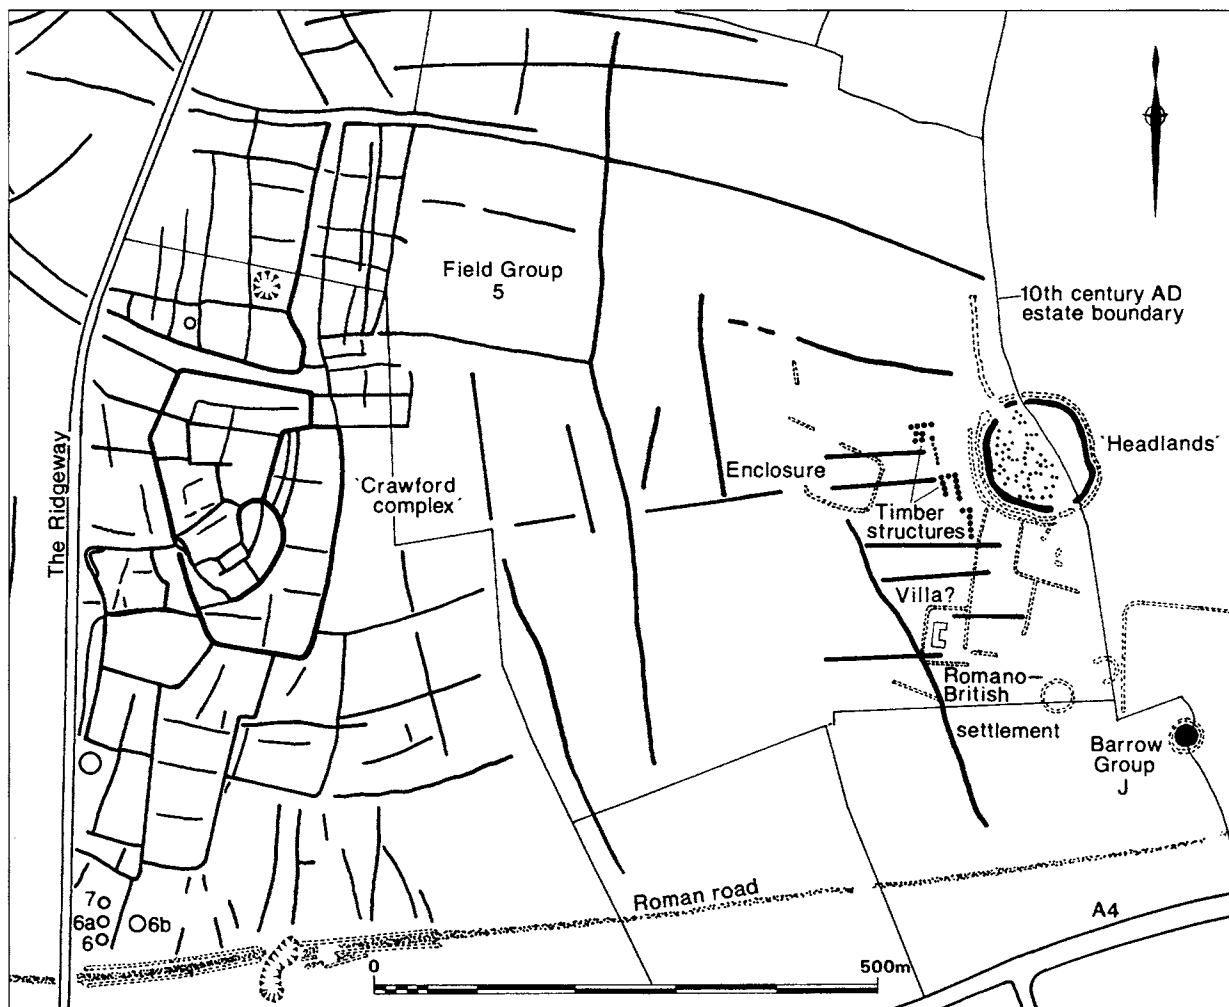 Field Group
5
10th century AD
estate boundary
The Ridgeway
'Crawford
complex'
Enclosure
'Headlands'
Timber
structures
Villa?
Romano-
British
settlement
Barrow
Group
J
7
6a
6b
6
Roman road
A4
0
500m